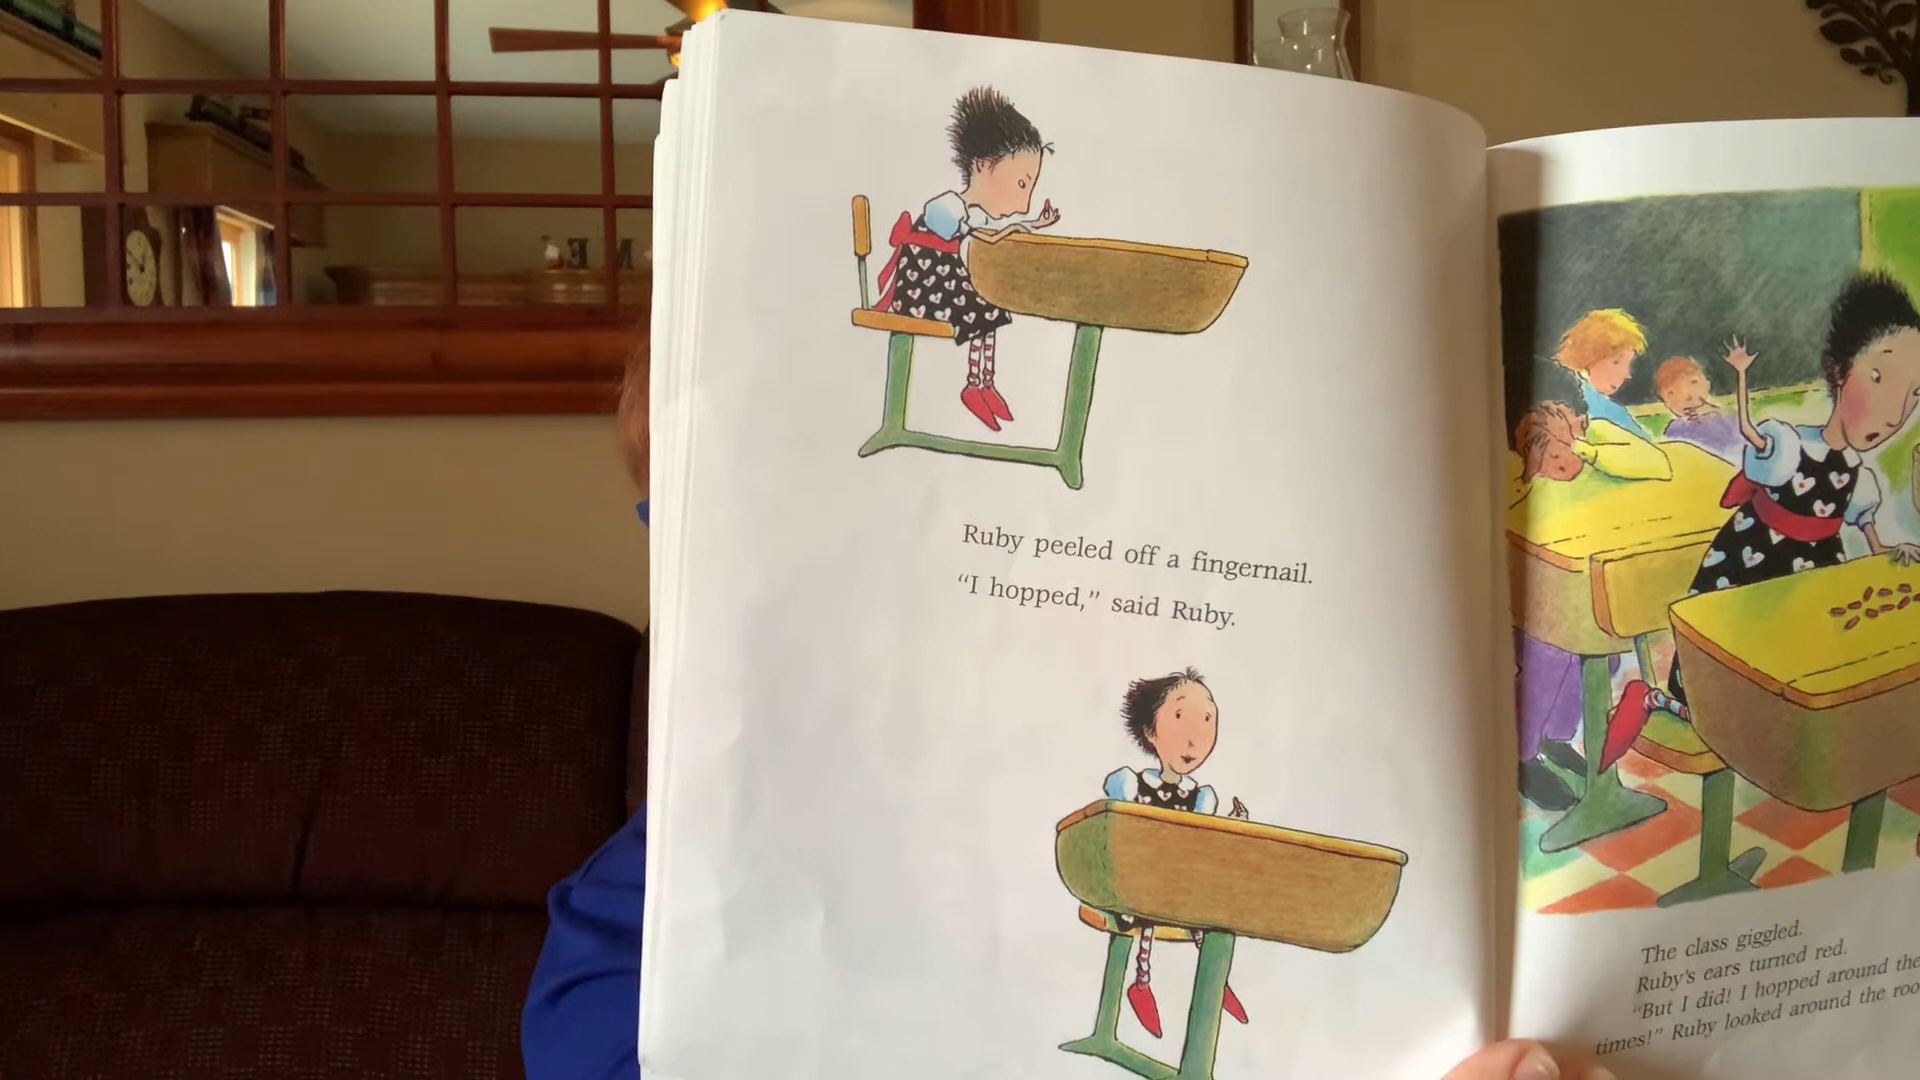 Ruby peeled off a fingernail.
"I hopped," said Ruby.
The class giggled.
Ruby's ears turned red.
"But I did! I hopped around the
times!" Ruby looked around the